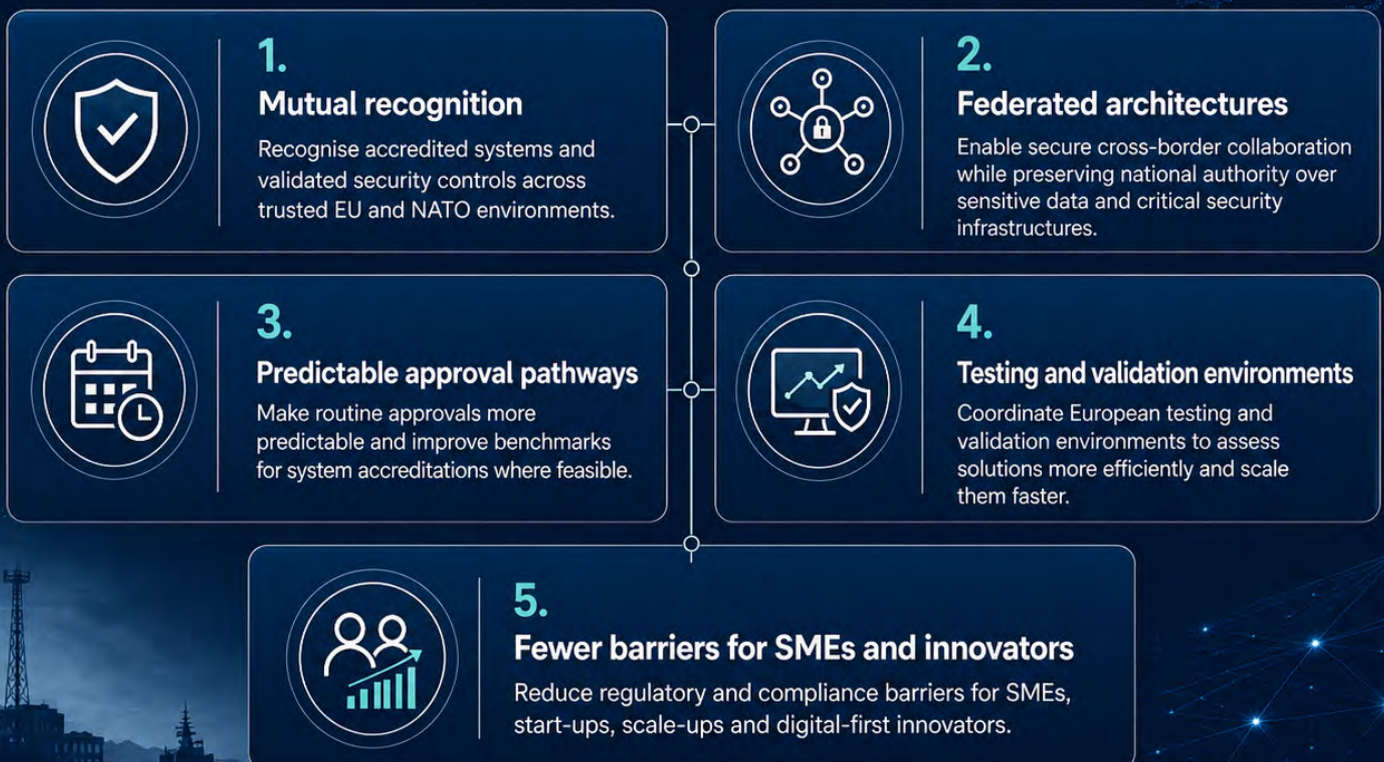 1.
Mutual recognition
Recognise accredited systems and
validated security controls across
trusted EU and NATO environments.
2.
Federated architectures
Enable secure cross-border collaboration
while preserving national authority over
sensitive data and critical security
infrastructures.
3.
Predictable approval pathways
Make routine approvals more
predictable and improve benchmarks
for system accreditations where feasible.
4.
Testing and validation environments
Coordinate European testing and
validation environments to assess
solutions more efficiently and scale
them faster.
5.
Fewer barriers for SMEs and innovators
Reduce regulatory and compliance barriers for SMEs,
start-ups, scale-ups and digital-first innovators.